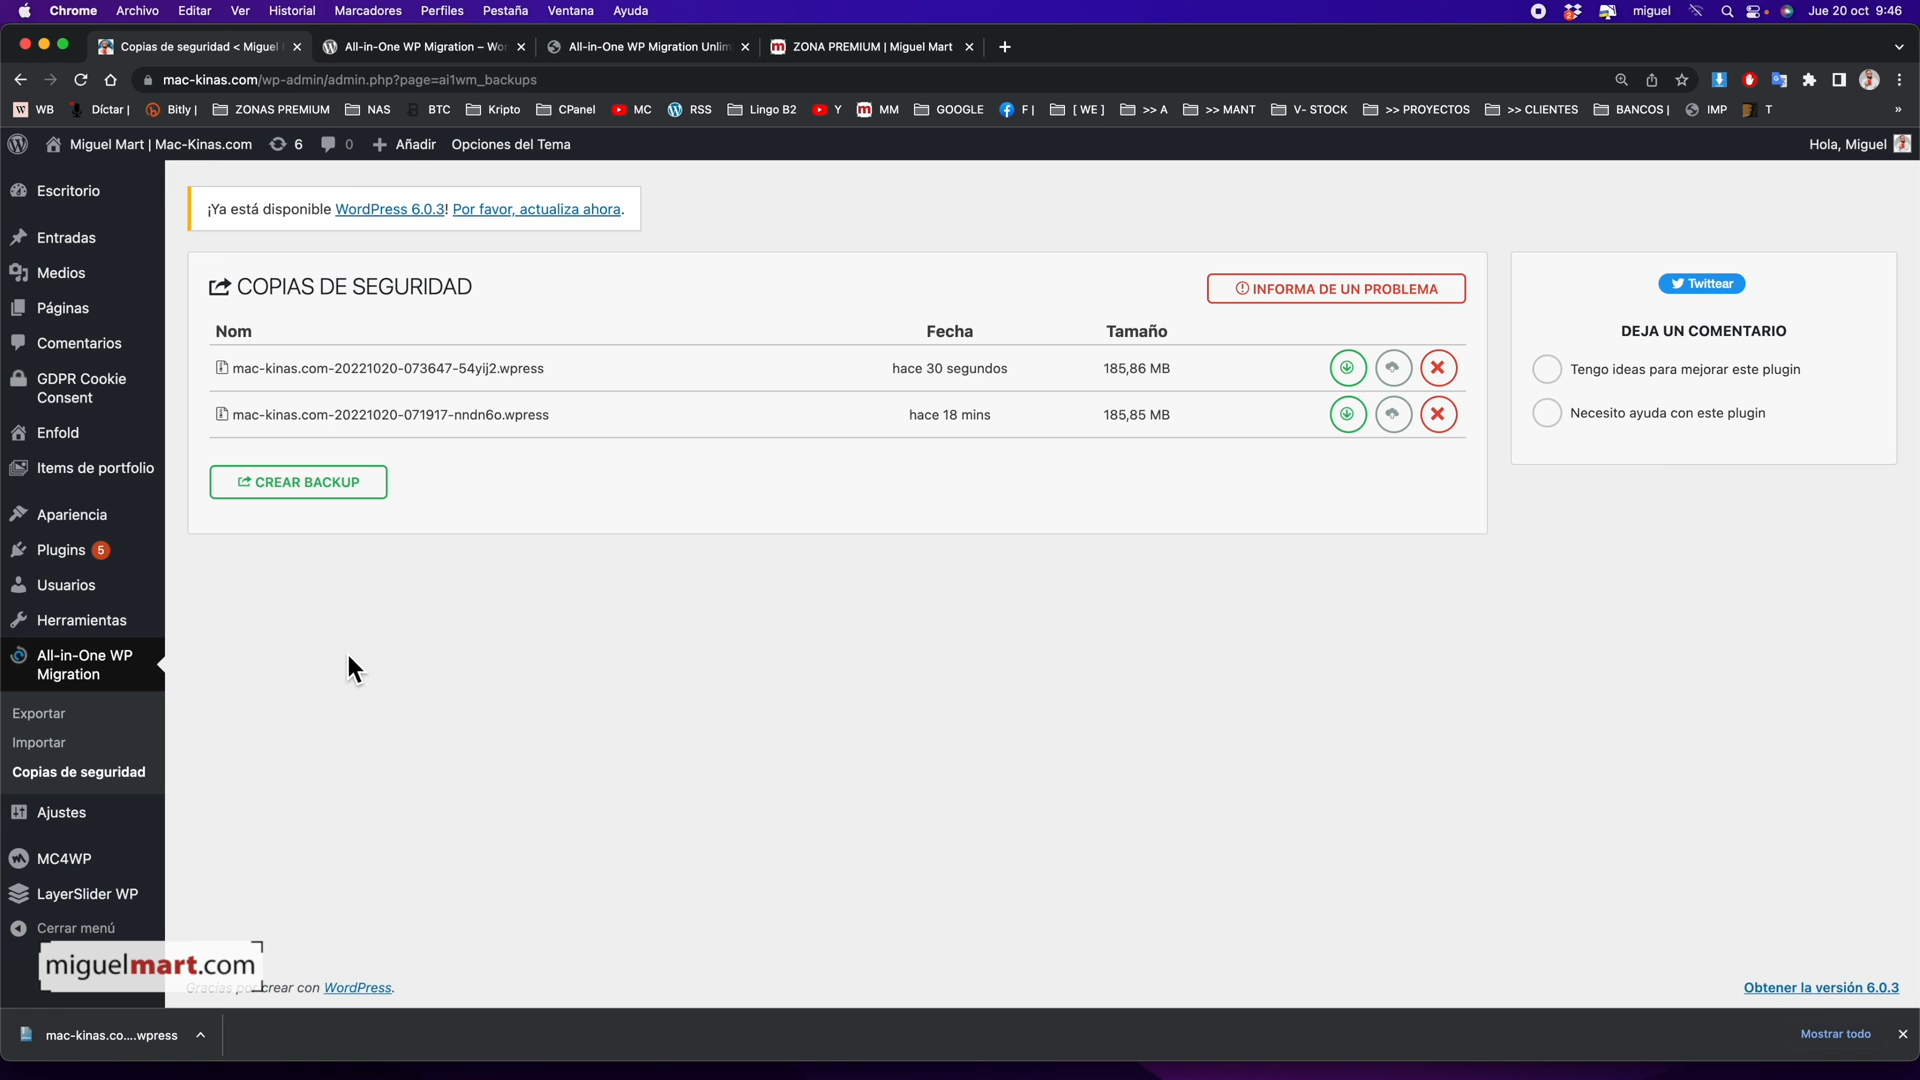 Chrome Archivo Editar Ver Historial Marcadores Perfiles Pestaña Ventana Ayuda miguel Jue 20 oct 9:46
Copias de seguridad < Miguel All-in-One WP Migration – Wor All-in-One WP Migration Unlim ZONA PREMIUM | Miguel Mart
mac-kinas.com/wp-admin/admin.php?page=ai1wm_backups
WB Díctar | Bitly | ZONAS PREMIUM NAS BTC Kripto CPanel MC RSS Lingo B2 Y MM GOOGLE F | [ WE ] >> A >> MANT V- STOCK >> PROYECTOS >> CLIENTES BANCOS | IMP T »
Miguel Mart | Mac-Kinas.com 6 0 Añadir Opciones del Tema Hola, Miguel
Escritorio
Entradas
Medios
Páginas
Comentarios
GDPR Cookie
Consent
Enfold
Items de portfolio
Apariencia
Plugins 5
Usuarios
Herramientas
All-in-One WP
Migration
Exportar
Importar
Copias de seguridad
Ajustes
MC4WP
LayerSlider WP
Cerrar menú
¡Ya está disponible WordPress 6.0.3! Por favor, actualiza ahora.
COPIAS DE SEGURIDAD
INFORMA DE UN PROBLEMA
Nom Fecha Tamaño
mac-kinas.com-20221020-073647-54yij2.wpress hace 30 segundos 185,86 MB
mac-kinas.com-20221020-071917-nhdn6o.wpress hace 18 mins 185,85 MB
CREAR BACKUP
Twittear
DEJA UN COMENTARIO
Tengo ideas para mejorar este plugin
Necesito ayuda con este plugin
miguelmart.com
Gracias por crear con WordPress.
Obtener la versión 6.0.3
mac-kinas.co....wpress
Mostrar todo